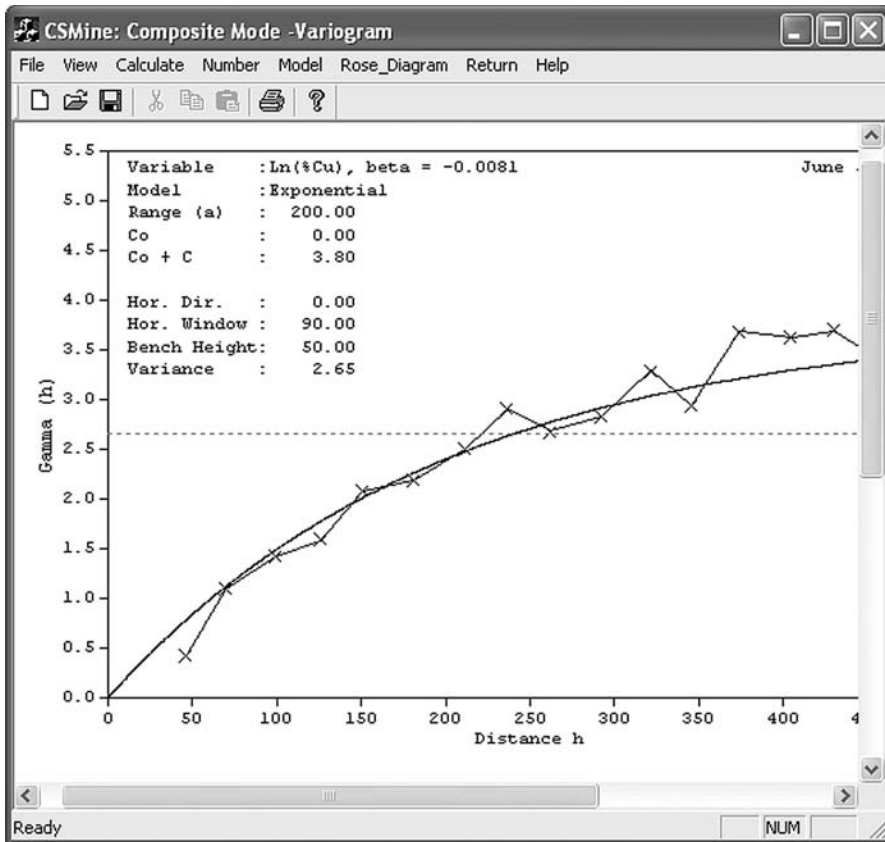 CSMine: Composite Mode -Variogram
File View Calculate Number Model Rose_Diagram Return Help
Variable :Ln(%Cu), beta = -0.0081 June
Model :Exponential
Range (a) : 200.00
Co : 0.00
Co + C : 3.80
Hor. Dir. : 0.00
Hor. Window : 90.00
Bench Height: 50.00
Variance : 2.65
5.5
5.0
4.5
4.0
3.5
3.0
2.5
2.0
1.5
1.0
0.5
0.0
Gamma (h)
0 50 100 150 200 250 300 350 400 4
Distance h
Ready NUM